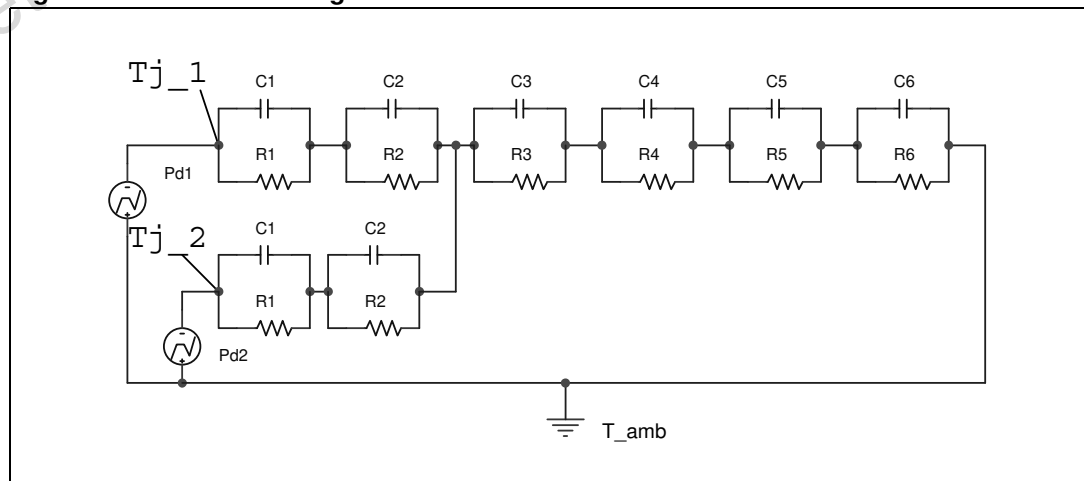 Tj_1
C1 C2 C3 C4 C5 C6
R1 R2 R3 R4 R5 R6
Pd1
Tj_2
C1 C2
R1 R2
Pd2
T_amb